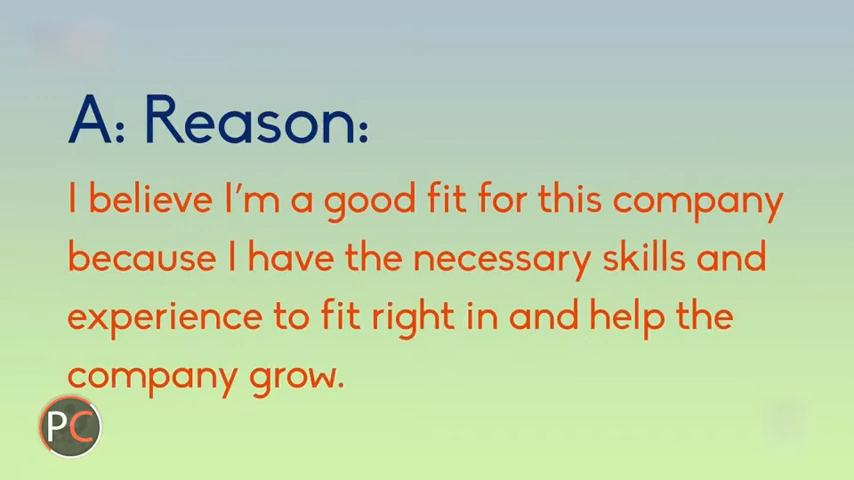 A: Reason:
I believe I'm a good fit for this company
because I have the necessary skills and
experience to fit right in and help the
company grow.
PC